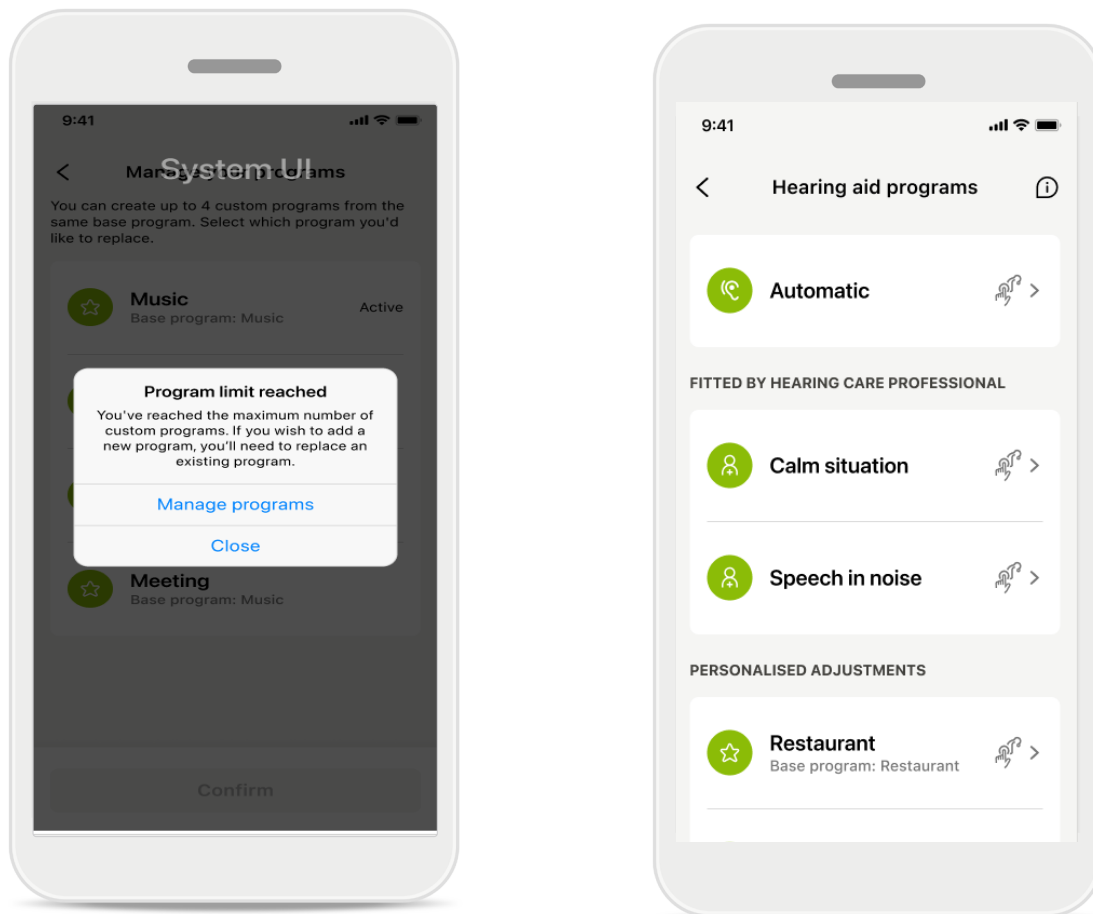 9:41
System UI
Manage your programs
You can create up to 4 custom programs from the
same base program. Select which program you'd
like to replace.
Music
Base program: Music
Active
Program limit reached
You've reached the maximum number of
custom programs. If you wish to add a
new program, you'll need to replace an
existing program.
Manage programs
Close
Meeting
Base program: Music
Confirm
9:41
Hearing aid programs
Automatic
FITTED BY HEARING CARE PROFESSIONAL
Calm situation
Speech in noise
PERSONALISED ADJUSTMENTS
Restaurant
Base program: Restaurant